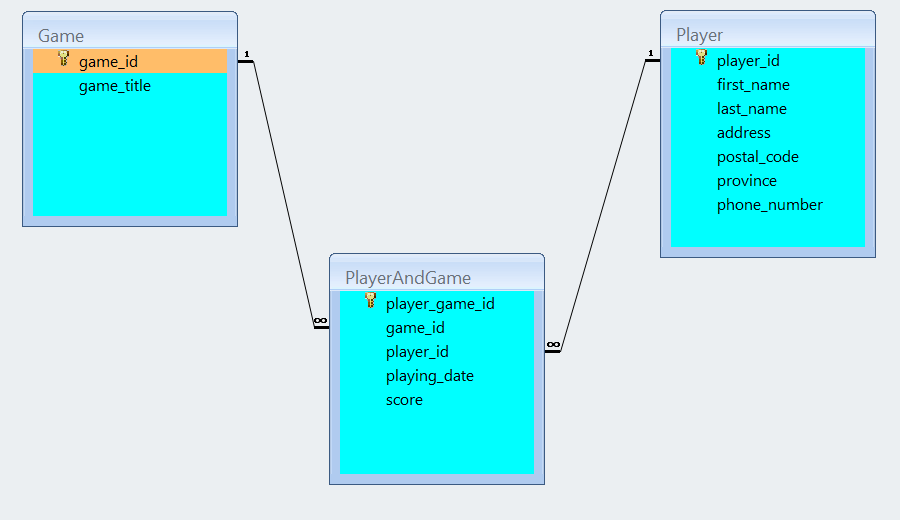 Game
game_id
game_title
1
Player
player_id
first_name
last_name
address
postal_code
province
phone_number
1
PlayerAndGame
player_game_id
game_id
player_id
playing_date
score
∞
∞